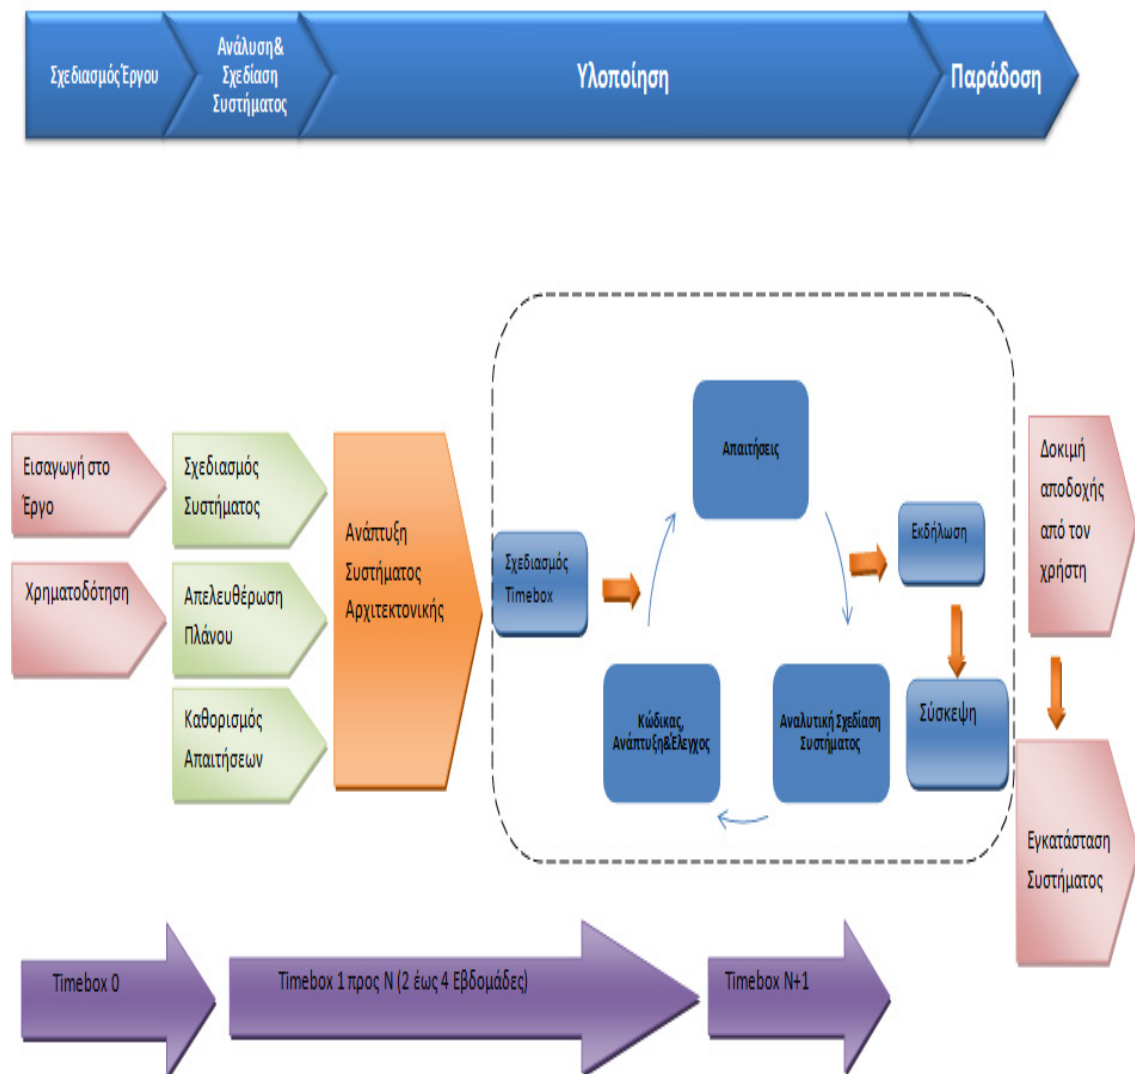 Σχεδιασμός Έργου
Ανάλυση&
Σχεδίαση
Συστήματος
Υλοποίηση
Παράδοση
Εισαγωγή στο
Έργο
Χρηματοδότηση
Σχεδιασμός
Συστήματος
Απελευθέρωση
Πλάνου
Καθορισμός
Απαιτήσεων
Ανάπτυξη
Συστήματος
Αρχιτεκτονικής
Σχεδιασμός
Timebox
Απαιτήσεις
Κώδικας,
Ανάπτυξη&Έλεγχος
Αναλυτική Σχεδίαση
Συστήματος
Εκδήλωση
Σύσκεψη
Δοκιμή
αποδοχής
από τον
χρήστη
Εγκατάσταση
Συστήματος
Timebox 0
Timebox 1 προς N (2 έως 4 Εβδομάδες)
Timebox N+1